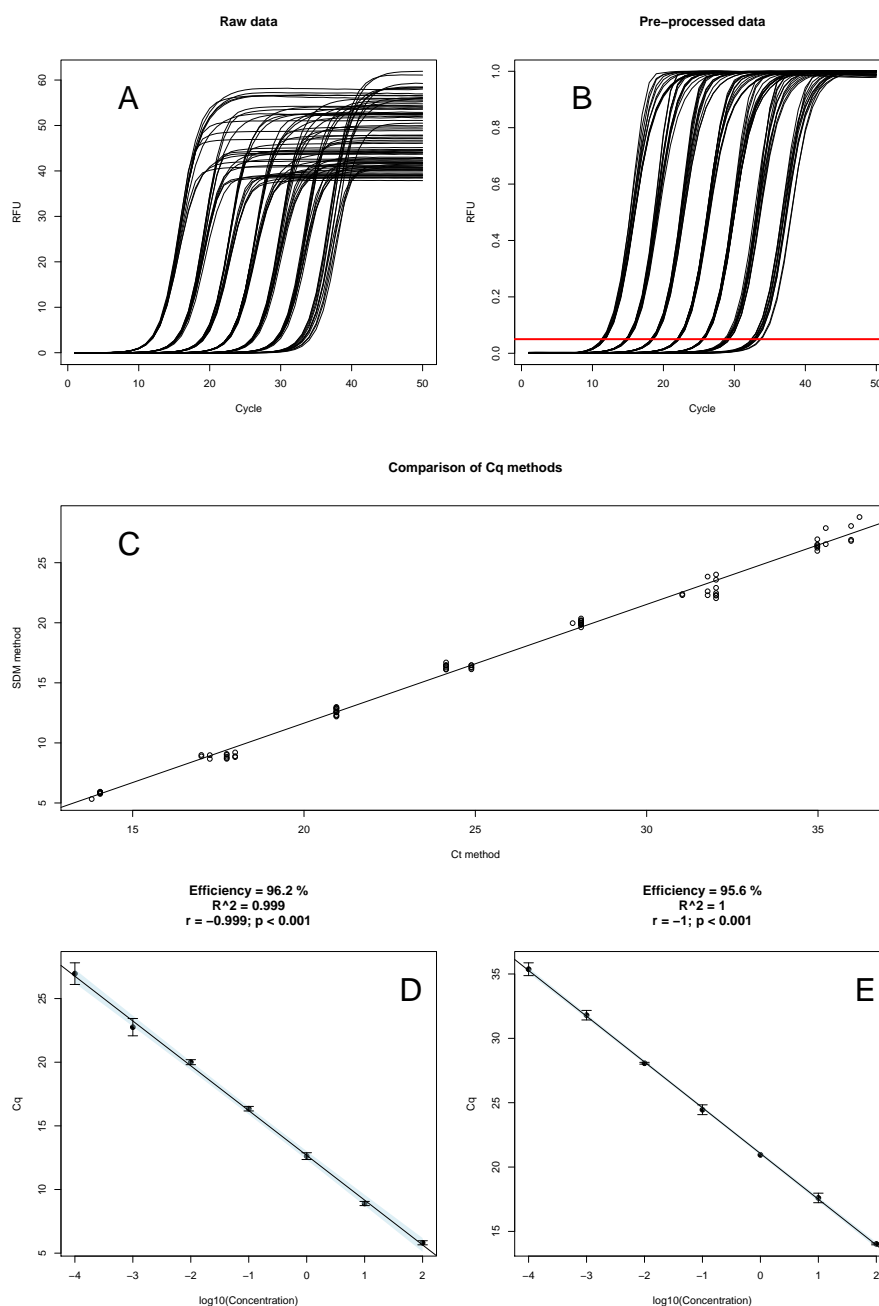 Raw data
A
RFU
0
10
20
30
40
50
60
0 10 20 30 40 50
Cycle
Pre−processed data
B
RFU
0.0
0.2
0.4
0.6
0.8
1.0
0 10 20 30 40 50
Cycle
Comparison of Cq methods
C
SDM method
5
10
15
20
25
15 20 25 30 35
Ct method
Efficiency = 96.2 %
R^2 = 0.999
r = −0.999; p < 0.001
D
Cq
5
10
15
20
25
−4 −3 −2 −1 0 1 2
log10(Concentration)
Efficiency = 95.6 %
R^2 = 1
r = −1; p < 0.001
E
Cq
15
20
25
30
35
−4 −3 −2 −1 0 1 2
log10(Concentration)